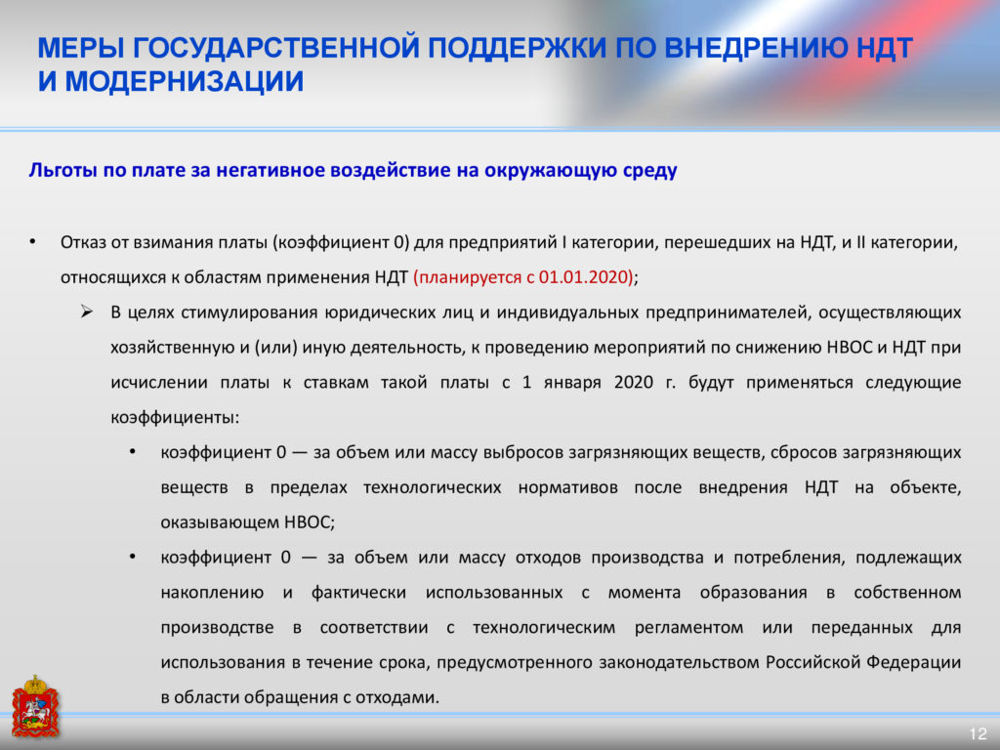 МЕРЫ ГОСУДАРСТВЕННОЙ ПОДДЕРЖКИ ПО ВНЕДРЕНИЮ НДТ
И МОДЕРНИЗАЦИИ
Льготы по плате за негативное воздействие на окружающую среду
• Отказ от взимания платы (коэффициент 0) для предприятий I категории, перешедших на НДТ, и II категории,
относящихся к областям применения НДТ (планируется с 01.01.2020);
➢ В целях стимулирования юридических лиц и индивидуальных предпринимателей, осуществляющих
хозяйственную и (или) иную деятельность, к проведению мероприятий по снижению НВОС и НДТ при
исчислении платы к ставкам такой платы с 1 января 2020 г. будут применяться следующие
коэффициенты:
• коэффициент 0 — за объем или массу выбросов загрязняющих веществ, сбросов загрязняющих
веществ в пределах технологических нормативов после внедрения НДТ на объекте,
оказывающем НВОС;
• коэффициент 0 — за объем или массу отходов производства и потребления, подлежащих
накоплению и фактически использованных с момента образования в собственном
производстве в соответствии с технологическим регламентом или переданных для
использования в течение срока, предусмотренного законодательством Российской Федерации
в области обращения с отходами.
12